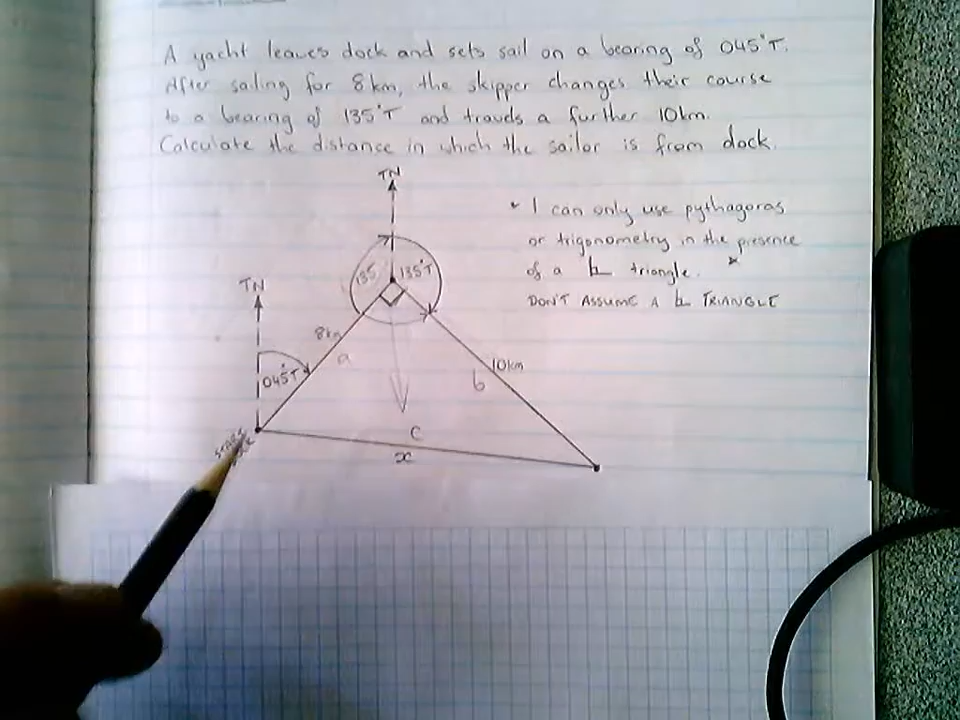 A yacht leaves dock and sets sail on a bearing of 045°T.
After sailing for 8km, the skipper changes their course
to a bearing of 135°T and travels a further 10km.
Calculate the distance in which the sailor is from dock.
TN
* I can only use pythagoras
or trigonometry in the presence
of a triangle. *
DON'T ASSUME A TRIANGLE
135 135°T
TN
8km
a
045°T
10km
b
c
x